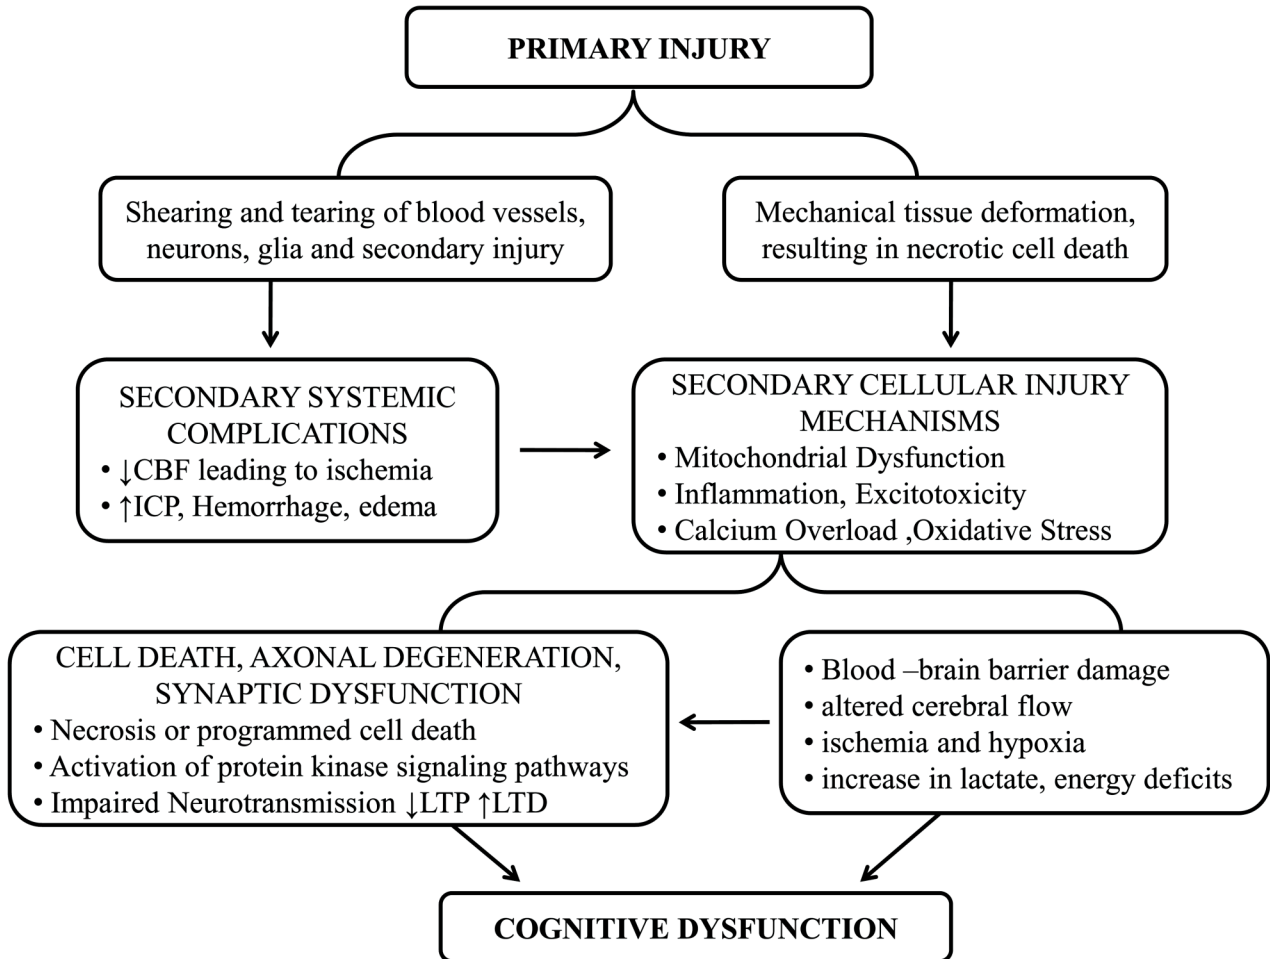 PRIMARY INJURY
Shearing and tearing of blood vessels,
neurons, glia and secondary injury
Mechanical tissue deformation,
resulting in necrotic cell death
SECONDARY SYSTEMIC
COMPLICATIONS
• ↓CBF leading to ischemia
• ↑ICP, Hemorrhage, edema
SECONDARY CELLULAR INJURY
MECHANISMS
• Mitochondrial Dysfunction
• Inflammation, Excitotoxicity
• Calcium Overload ,Oxidative Stress
CELL DEATH, AXONAL DEGENERATION,
SYNAPTIC DYSFUNCTION
• Necrosis or programmed cell death
• Activation of protein kinase signaling pathways
• Impaired Neurotransmission ↓LTP ↑LTD
• Blood –brain barrier damage
• altered cerebral flow
• ischemia and hypoxia
• increase in lactate, energy deficits
COGNITIVE DYSFUNCTION